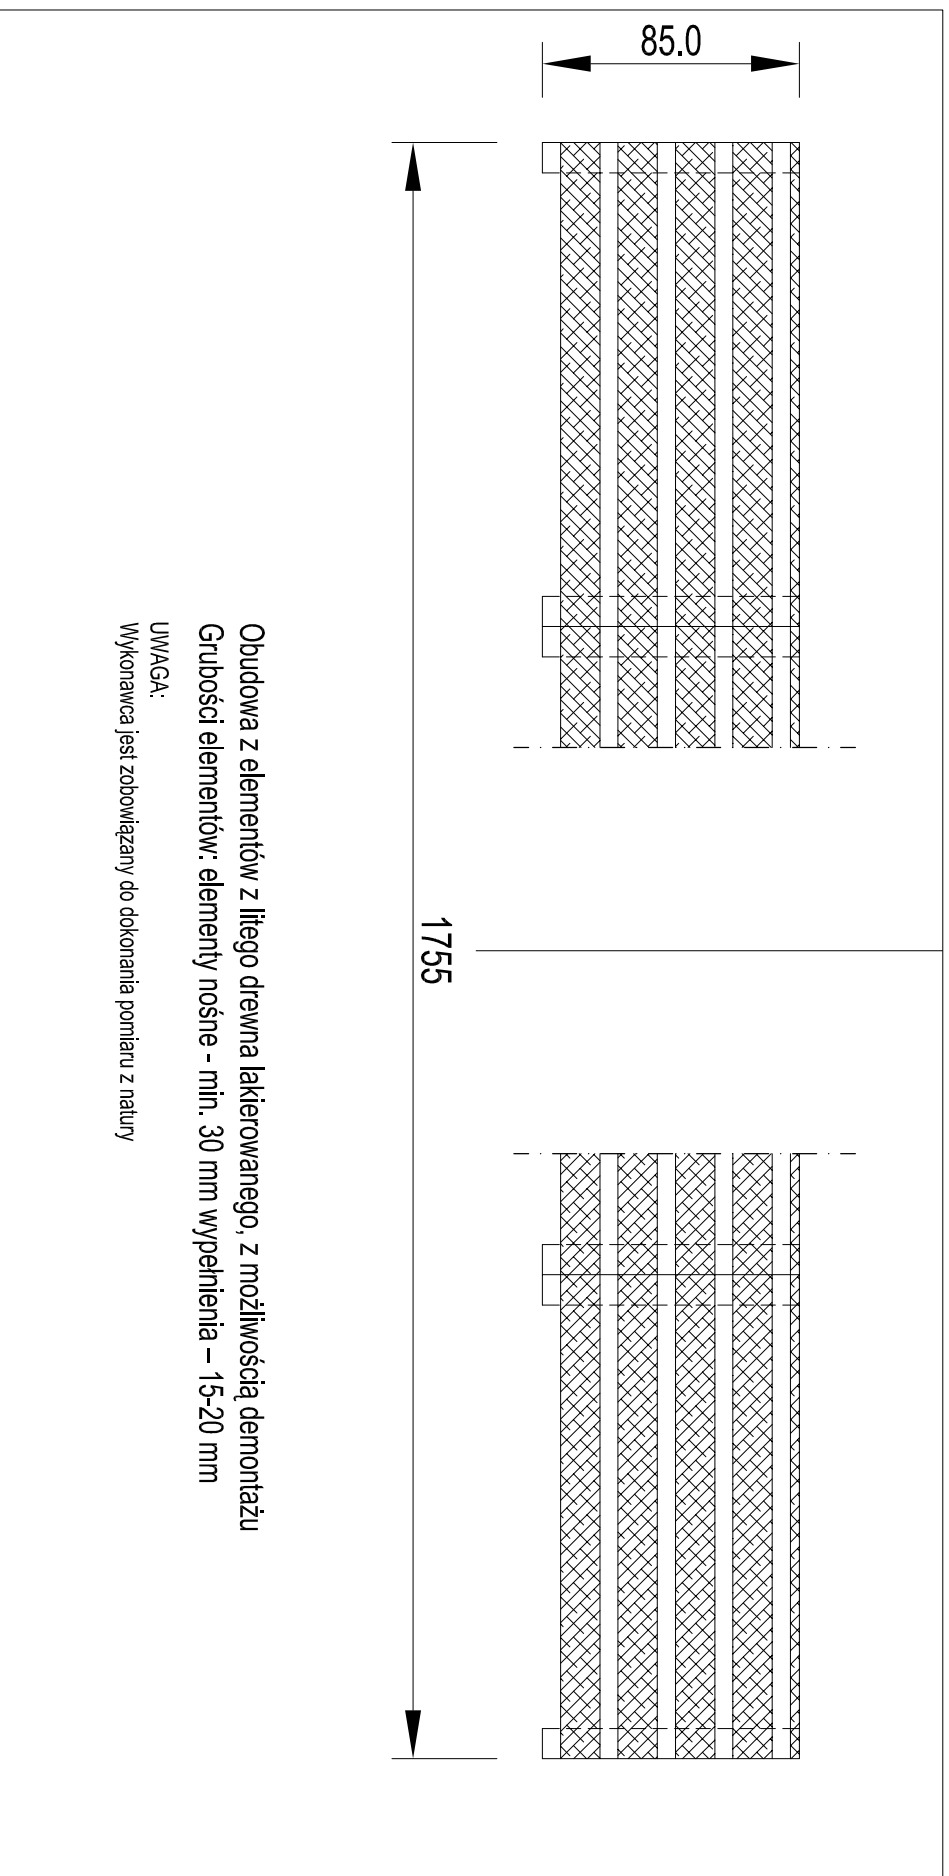 85.0
1755
Obudowa z elementów z litego drewna lakierowanego, z możliwością demontażu
Grubości elementów: elementy nośne - min. 30 mm wypełnienia – 15-20 mm
UWAGA:
Wykonawca jest zobowiązany do dokonania pomiaru z natury